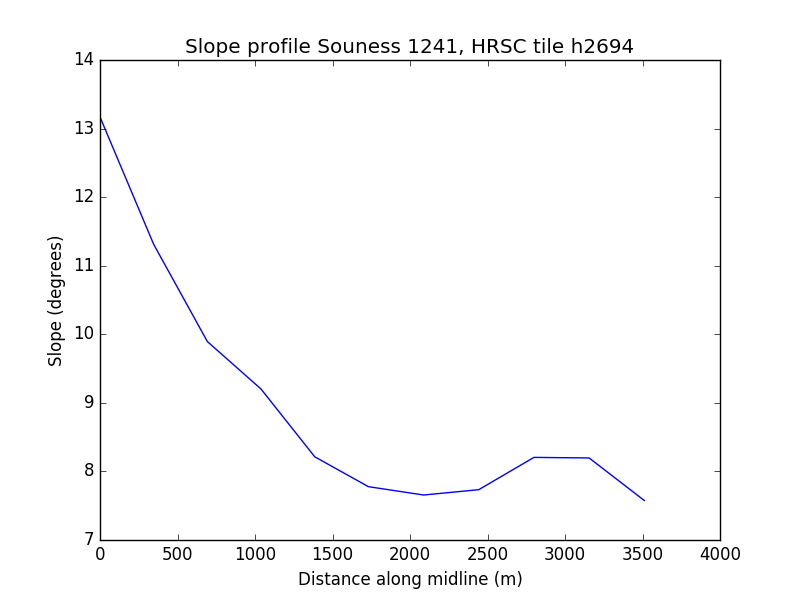 Slope profile Souness 1241, HRSC tile h2694
14
13
12
11
10
9
8
7
Slope (degrees)
0 500 1000 1500 2000 2500 3000 3500 4000
Distance along midline (m)